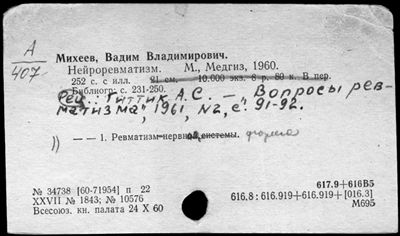 А
407
Михеев, Вадим Владимирович.
Нейроревматизм. М., Медгиз, 1960.
252 с. с илл. 21 см. 10.000 экз. 8 р. 80 к. В пер.
Библиогр: с. 231-250.
Рец.: Гиттик А.С. – „Вопросы рев-
матизма", 1961, N2, с. 91-92.
— — 1. Ревматизм-нервной системы. форма
№ 34738 [60-71954] п 22
XXVII № 1843; № 10576
Всесоюз. кн. палата 24 X 60
617.9+616В5
616.8 : 616.919+616.919+[016.3]
М695